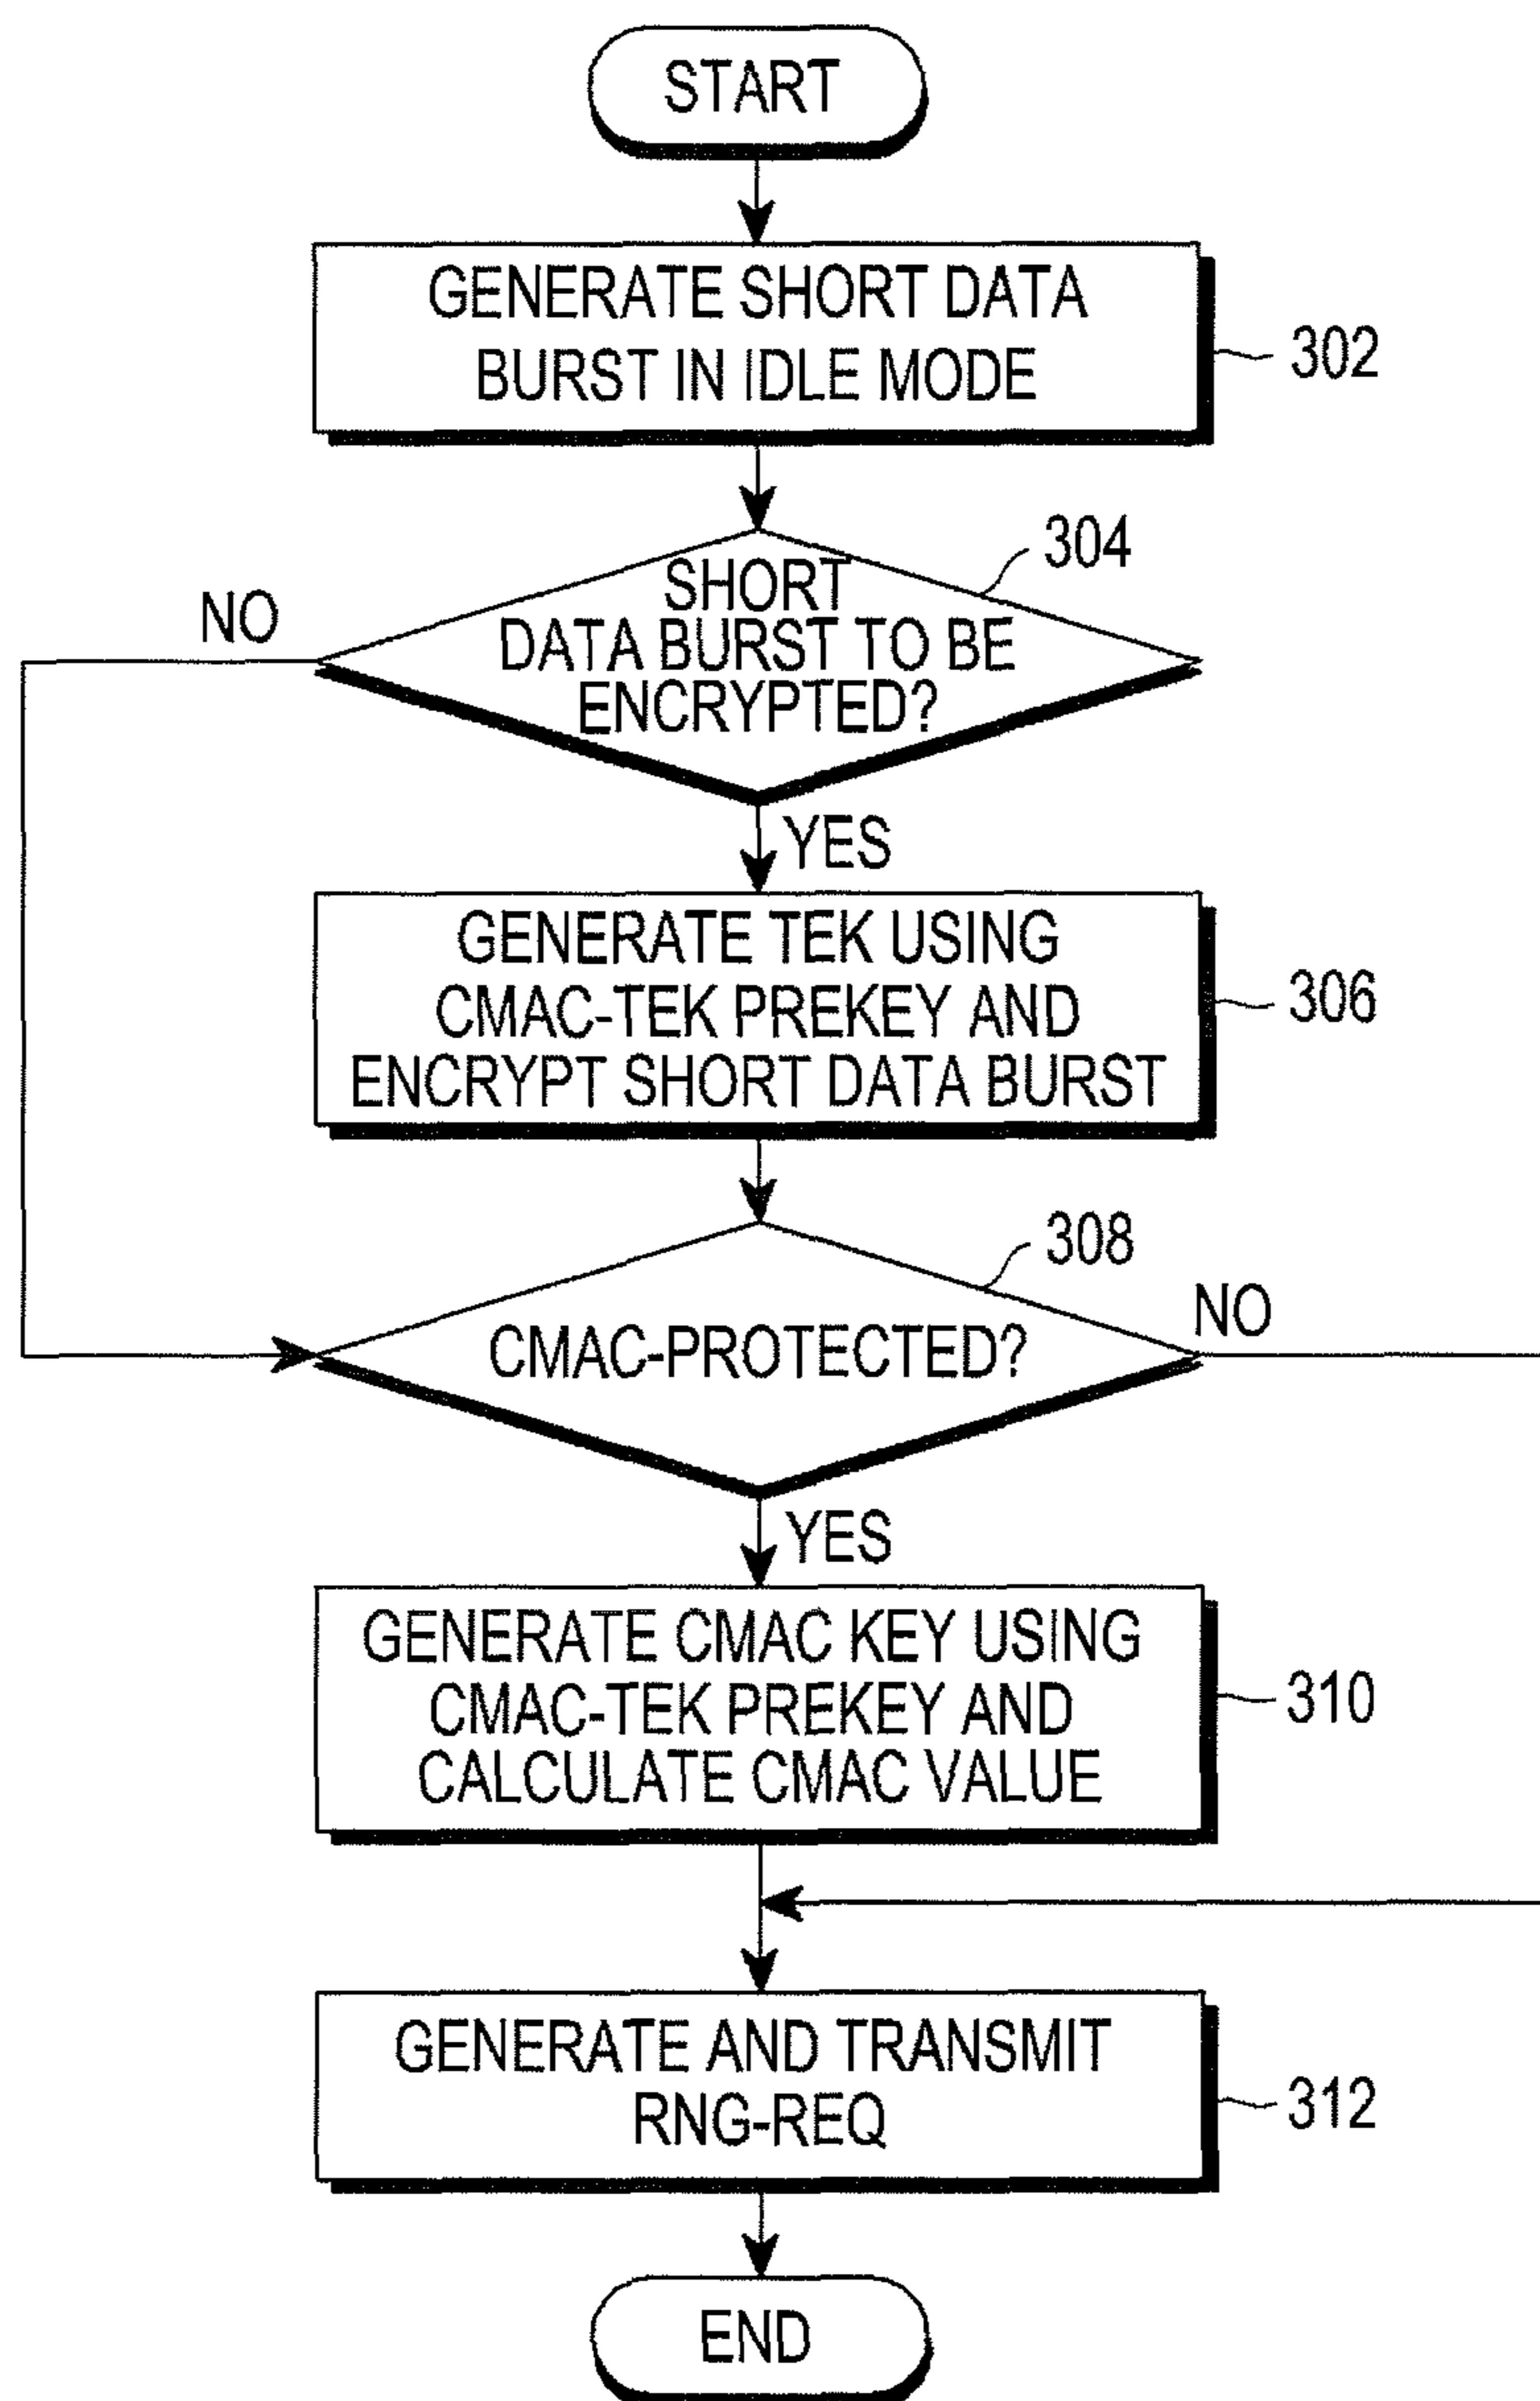 START
GENERATE SHORT DATA
BURST IN IDLE MODE
302
304
SHORT
DATA BURST TO BE
ENCRYPTED?
NO
YES
GENERATE TEK USING
CMAC-TEK PREKEY AND
ENCRYPT SHORT DATA BURST
306
308
CMAC-PROTECTED?
NO
YES
GENERATE CMAC KEY USING
CMAC-TEK PREKEY AND
CALCULATE CMAC VALUE
310
GENERATE AND TRANSMIT
RNG-REQ
312
END